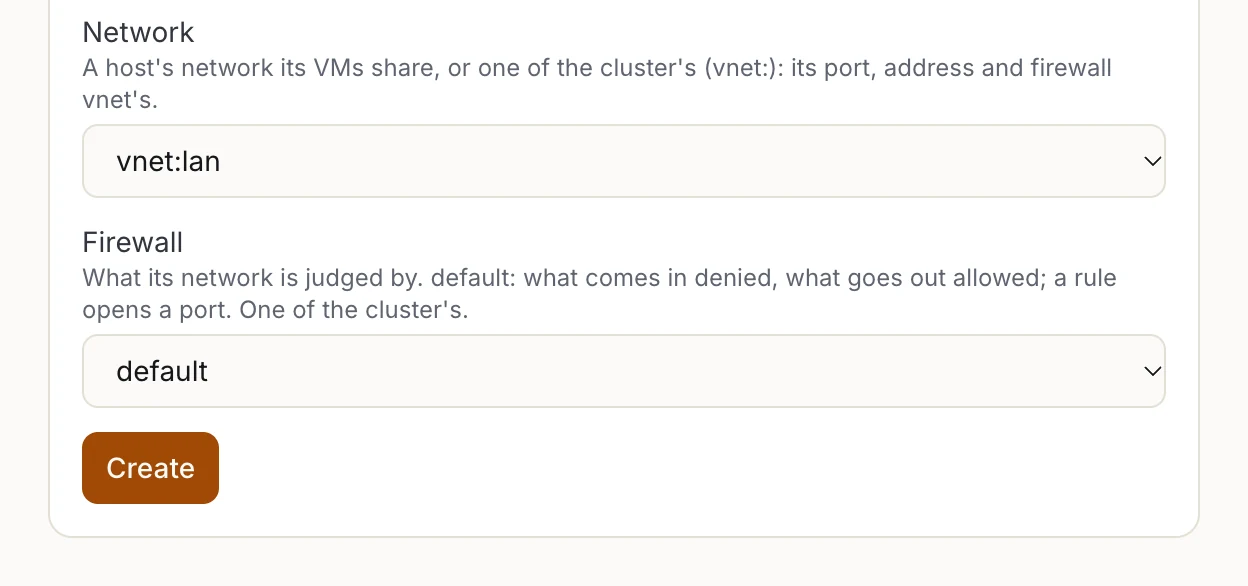 Network
A host's network its VMs share, or one of the cluster's (vnet:): its port, address and firewall
vnet's.
vnet:lan
Firewall
What its network is judged by. default: what comes in denied, what goes out allowed; a rule
opens a port. One of the cluster's.
default
Create